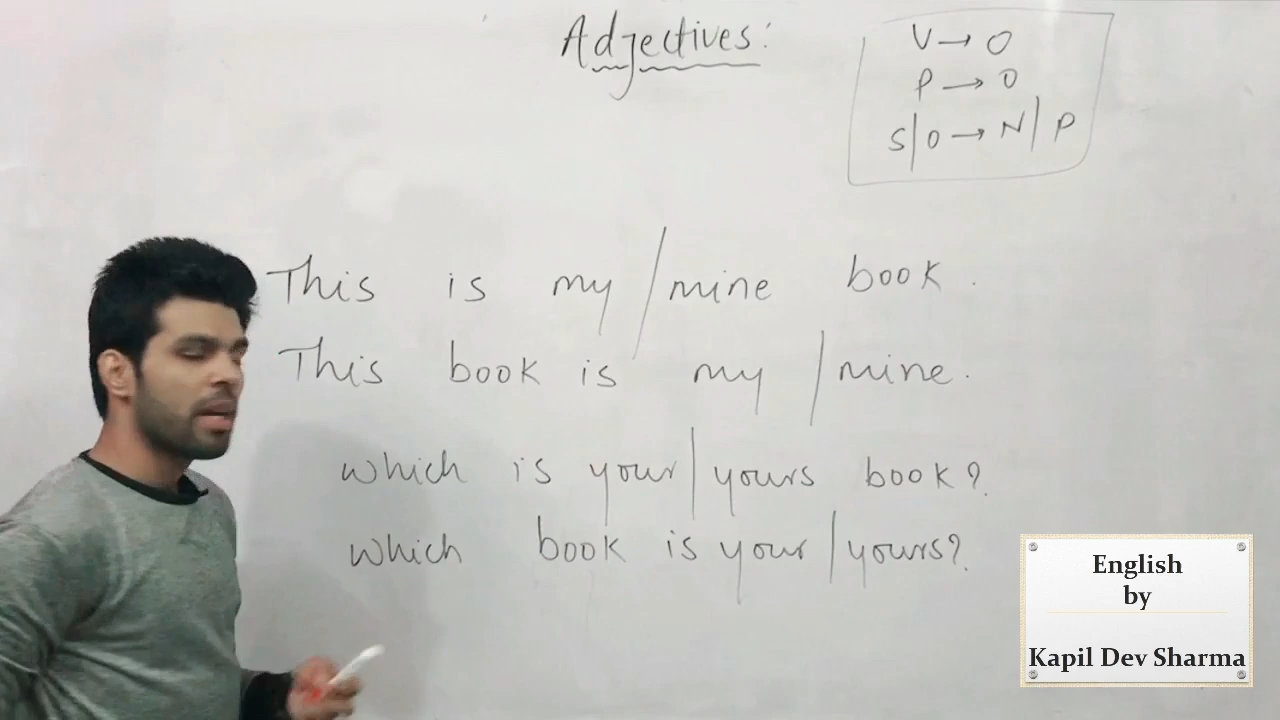 Adjectives:
V → O
P → O
S|O → N|P
This is my / mine book.
This book is my / mine.
which is your | yours book?
which book is your / yours?
English
by
Kapil Dev Sharma